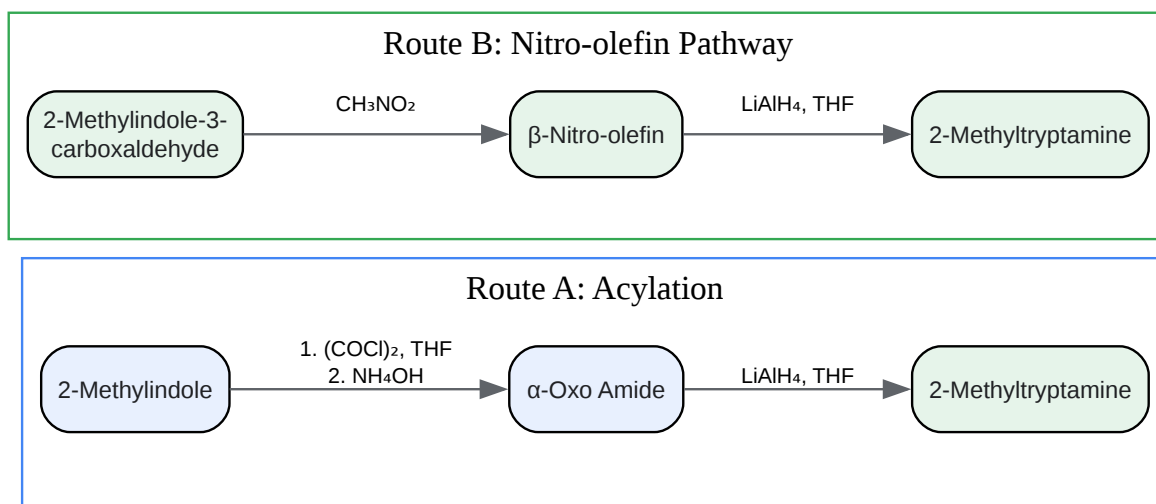 Route B: Nitro-olefin Pathway
2-Methylindole-3-
carboxaldehyde
CH₃NO₂
β-Nitro-olefin
LiAlH₄, THF
2-Methyltryptamine
Route A: Acylation
2-Methylindole
1. (COCl)₂, THF
2. NH₄OH
α-Oxo Amide
LiAlH₄, THF
2-Methyltryptamine